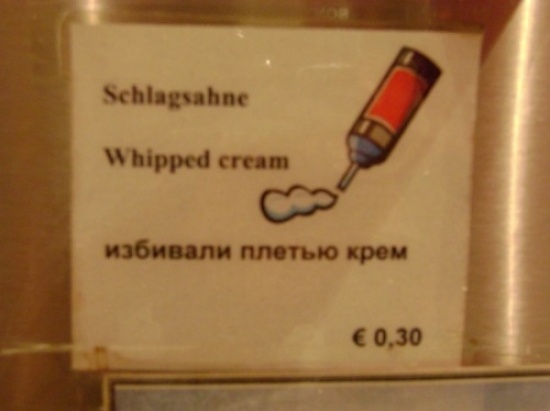 Schlagsahne
Whipped cream
избивали плетью крем
€ 0,30